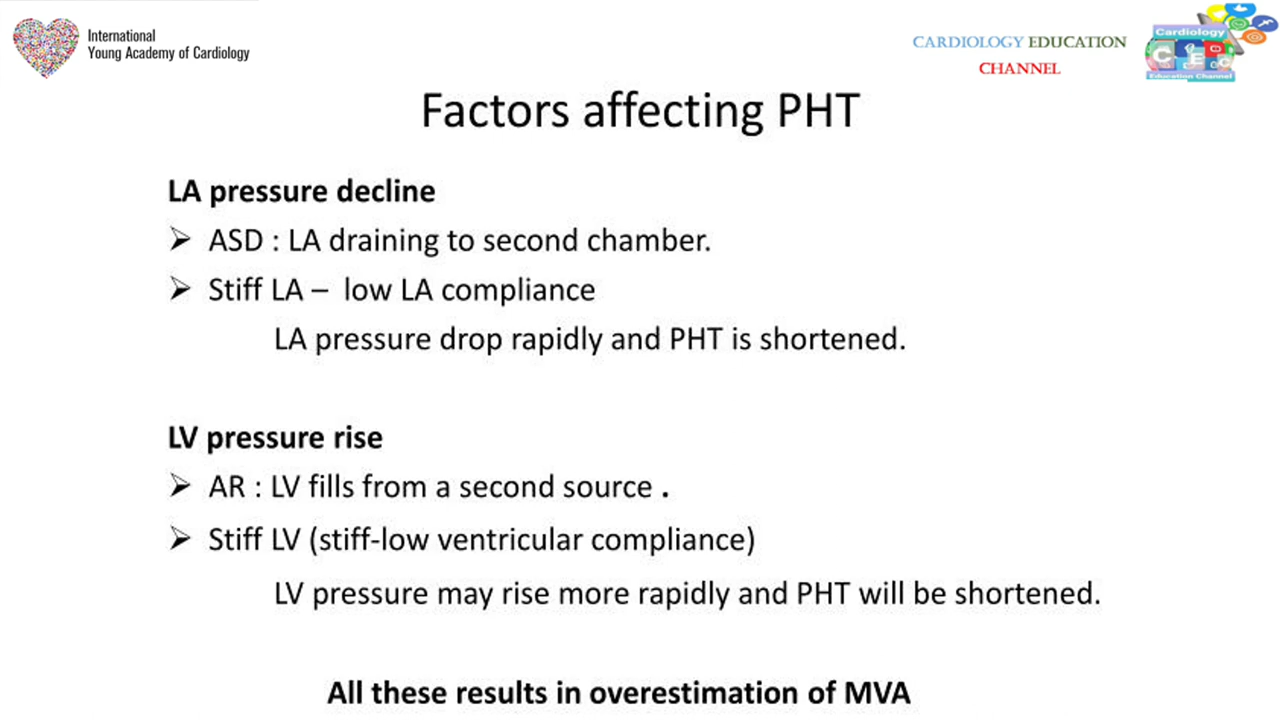 International
Young Academy of Cardiology
CARDIOLOGY EDUCATION
CHANNEL
Cardiology
C E P C
Education Channel
Factors affecting PHT
LA pressure decline
➢ ASD : LA draining to second chamber.
➢ Stiff LA – low LA compliance
LA pressure drop rapidly and PHT is shortened.
LV pressure rise
➢ AR : LV fills from a second source .
➢ Stiff LV (stiff-low ventricular compliance)
LV pressure may rise more rapidly and PHT will be shortened.
All these results in overestimation of MVA